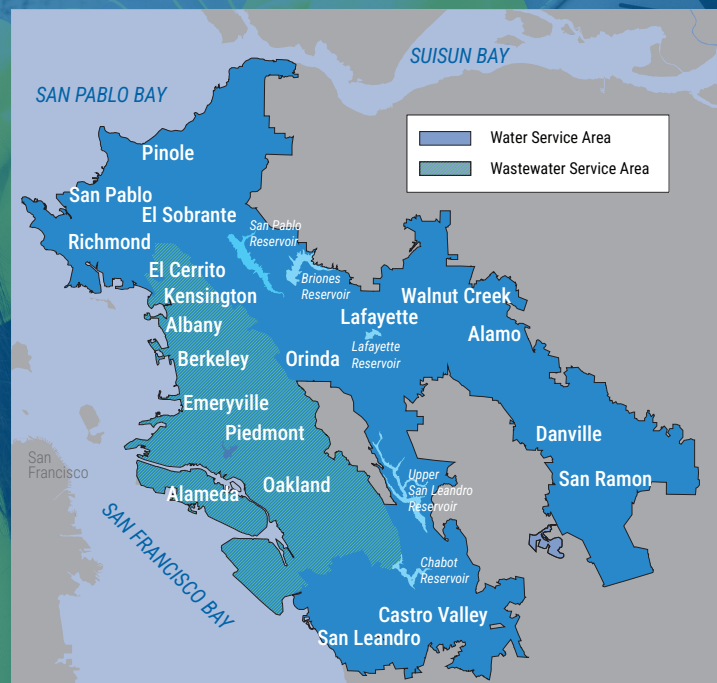 SUISUN BAY
SAN PABLO BAY
Water Service Area
Wastewater Service Area
Pinole
San Pablo
El Sobrante
Richmond
San Pablo
Reservoir
El Cerrito
Kensington
Briones
Reservoir
Walnut Creek
Lafayette
Albany
Alamo
Lafayette
Reservoir
Berkeley
Orinda
Emeryville
Piedmont
Danville
San
Francisco
San Ramon
Upper
San Leandro
Reservoir
Oakland
Alameda
SAN FRANCISCO BAY
Chabot
Reservoir
Castro Valley
San Leandro